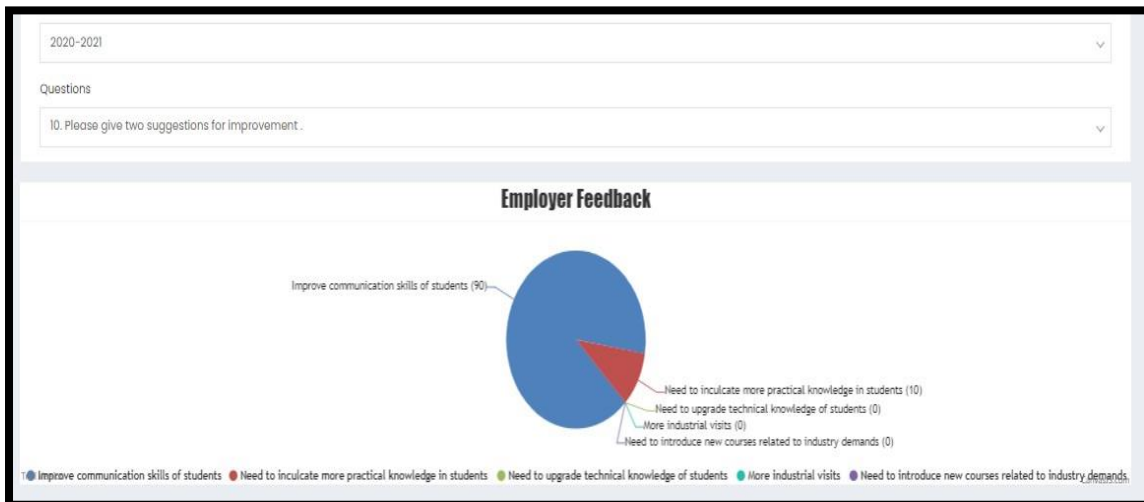 2020-2021
Questions
10. Please give two suggestions for improvement .
Employer Feedback
Improve communication skills of students (90)
Need to inculcate more practical knowledge in students (10)
Need to upgrade technical knowledge of students (0)
More industrial visits (0)
Need to introduce new courses related to industry demands (0)
Improve communication skills of students Need to inculcate more practical knowledge in students Need to upgrade technical knowledge of students More industrial visits Need to introduce new courses related to industry demands